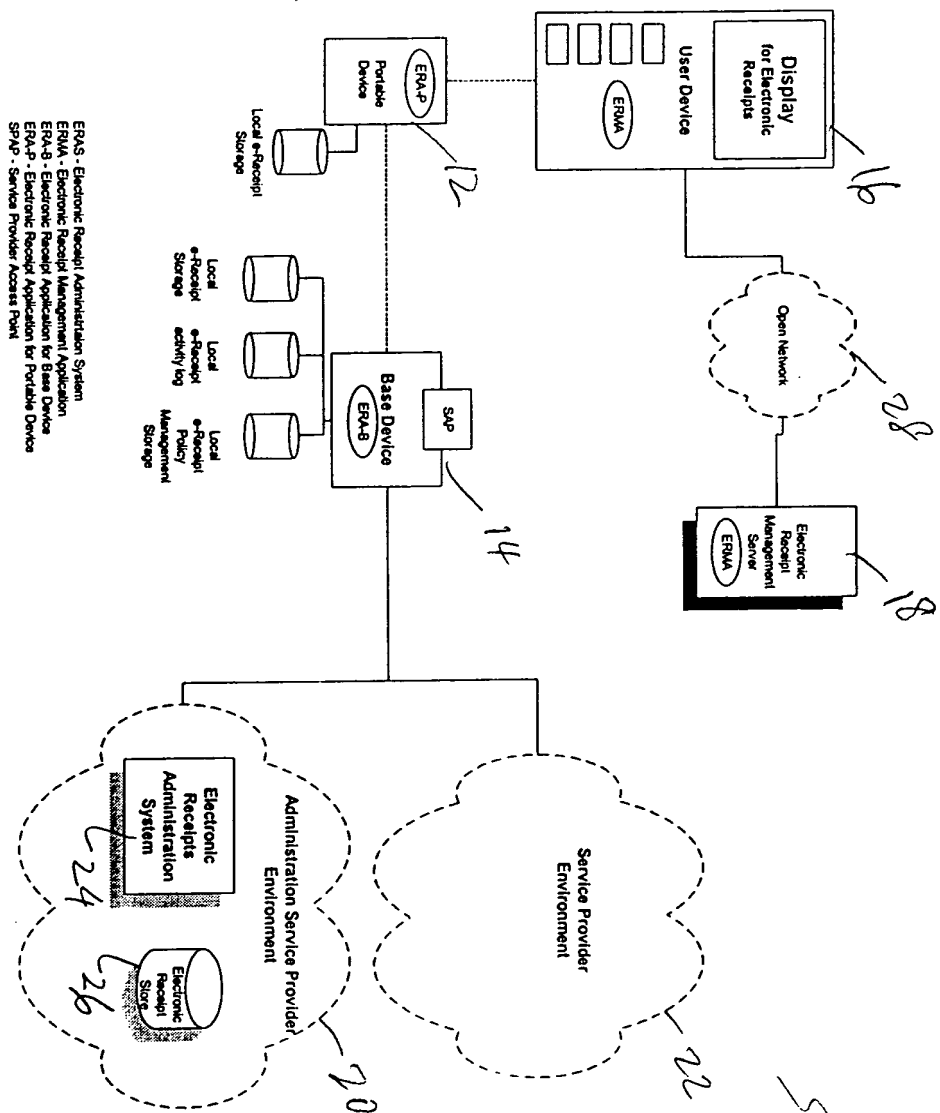 Display
for Electronic
Receipts
User Device
ERMA
16
Open Network
28
Electronic
Receipt
Management
Server
ERMA
18
ERA-P
Portable
Device
12
Local e-Receipt
Storage
SAP
Base Device
ERA-B
14
Local
e-Receipt
Storage
Local
e-Receipt
activity log
Local
e-Receipt
Policy
Management
Storage
Service Provider
Environment
22
Administration Service Provider
Environment
20
Electronic
Receipts
Administration
System
24
Electronic
Receipt
Store
26
ERAS - Electronic Receipt Administriaion System
ERMA - Electronic Receipt Management Application
ERA-B - Electronic Receipt Application for Base Device
ERA-P - Electronic Receipt Application for Portable Device
SPAP - Service Provider Access Point